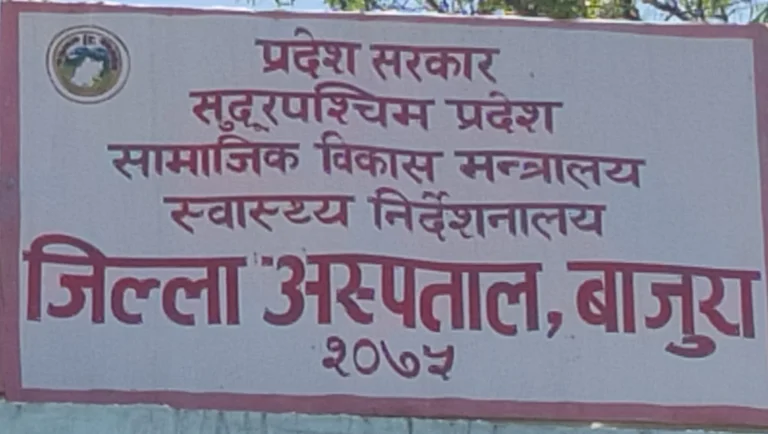 प्रदेश सरकार
सुदूरपश्चिम प्रदेश
सामाजिक विकास मन्त्रालय
स्वास्थ्य निर्देशनालय
जिल्ला अस्पताल, बाजुरा
२०७५